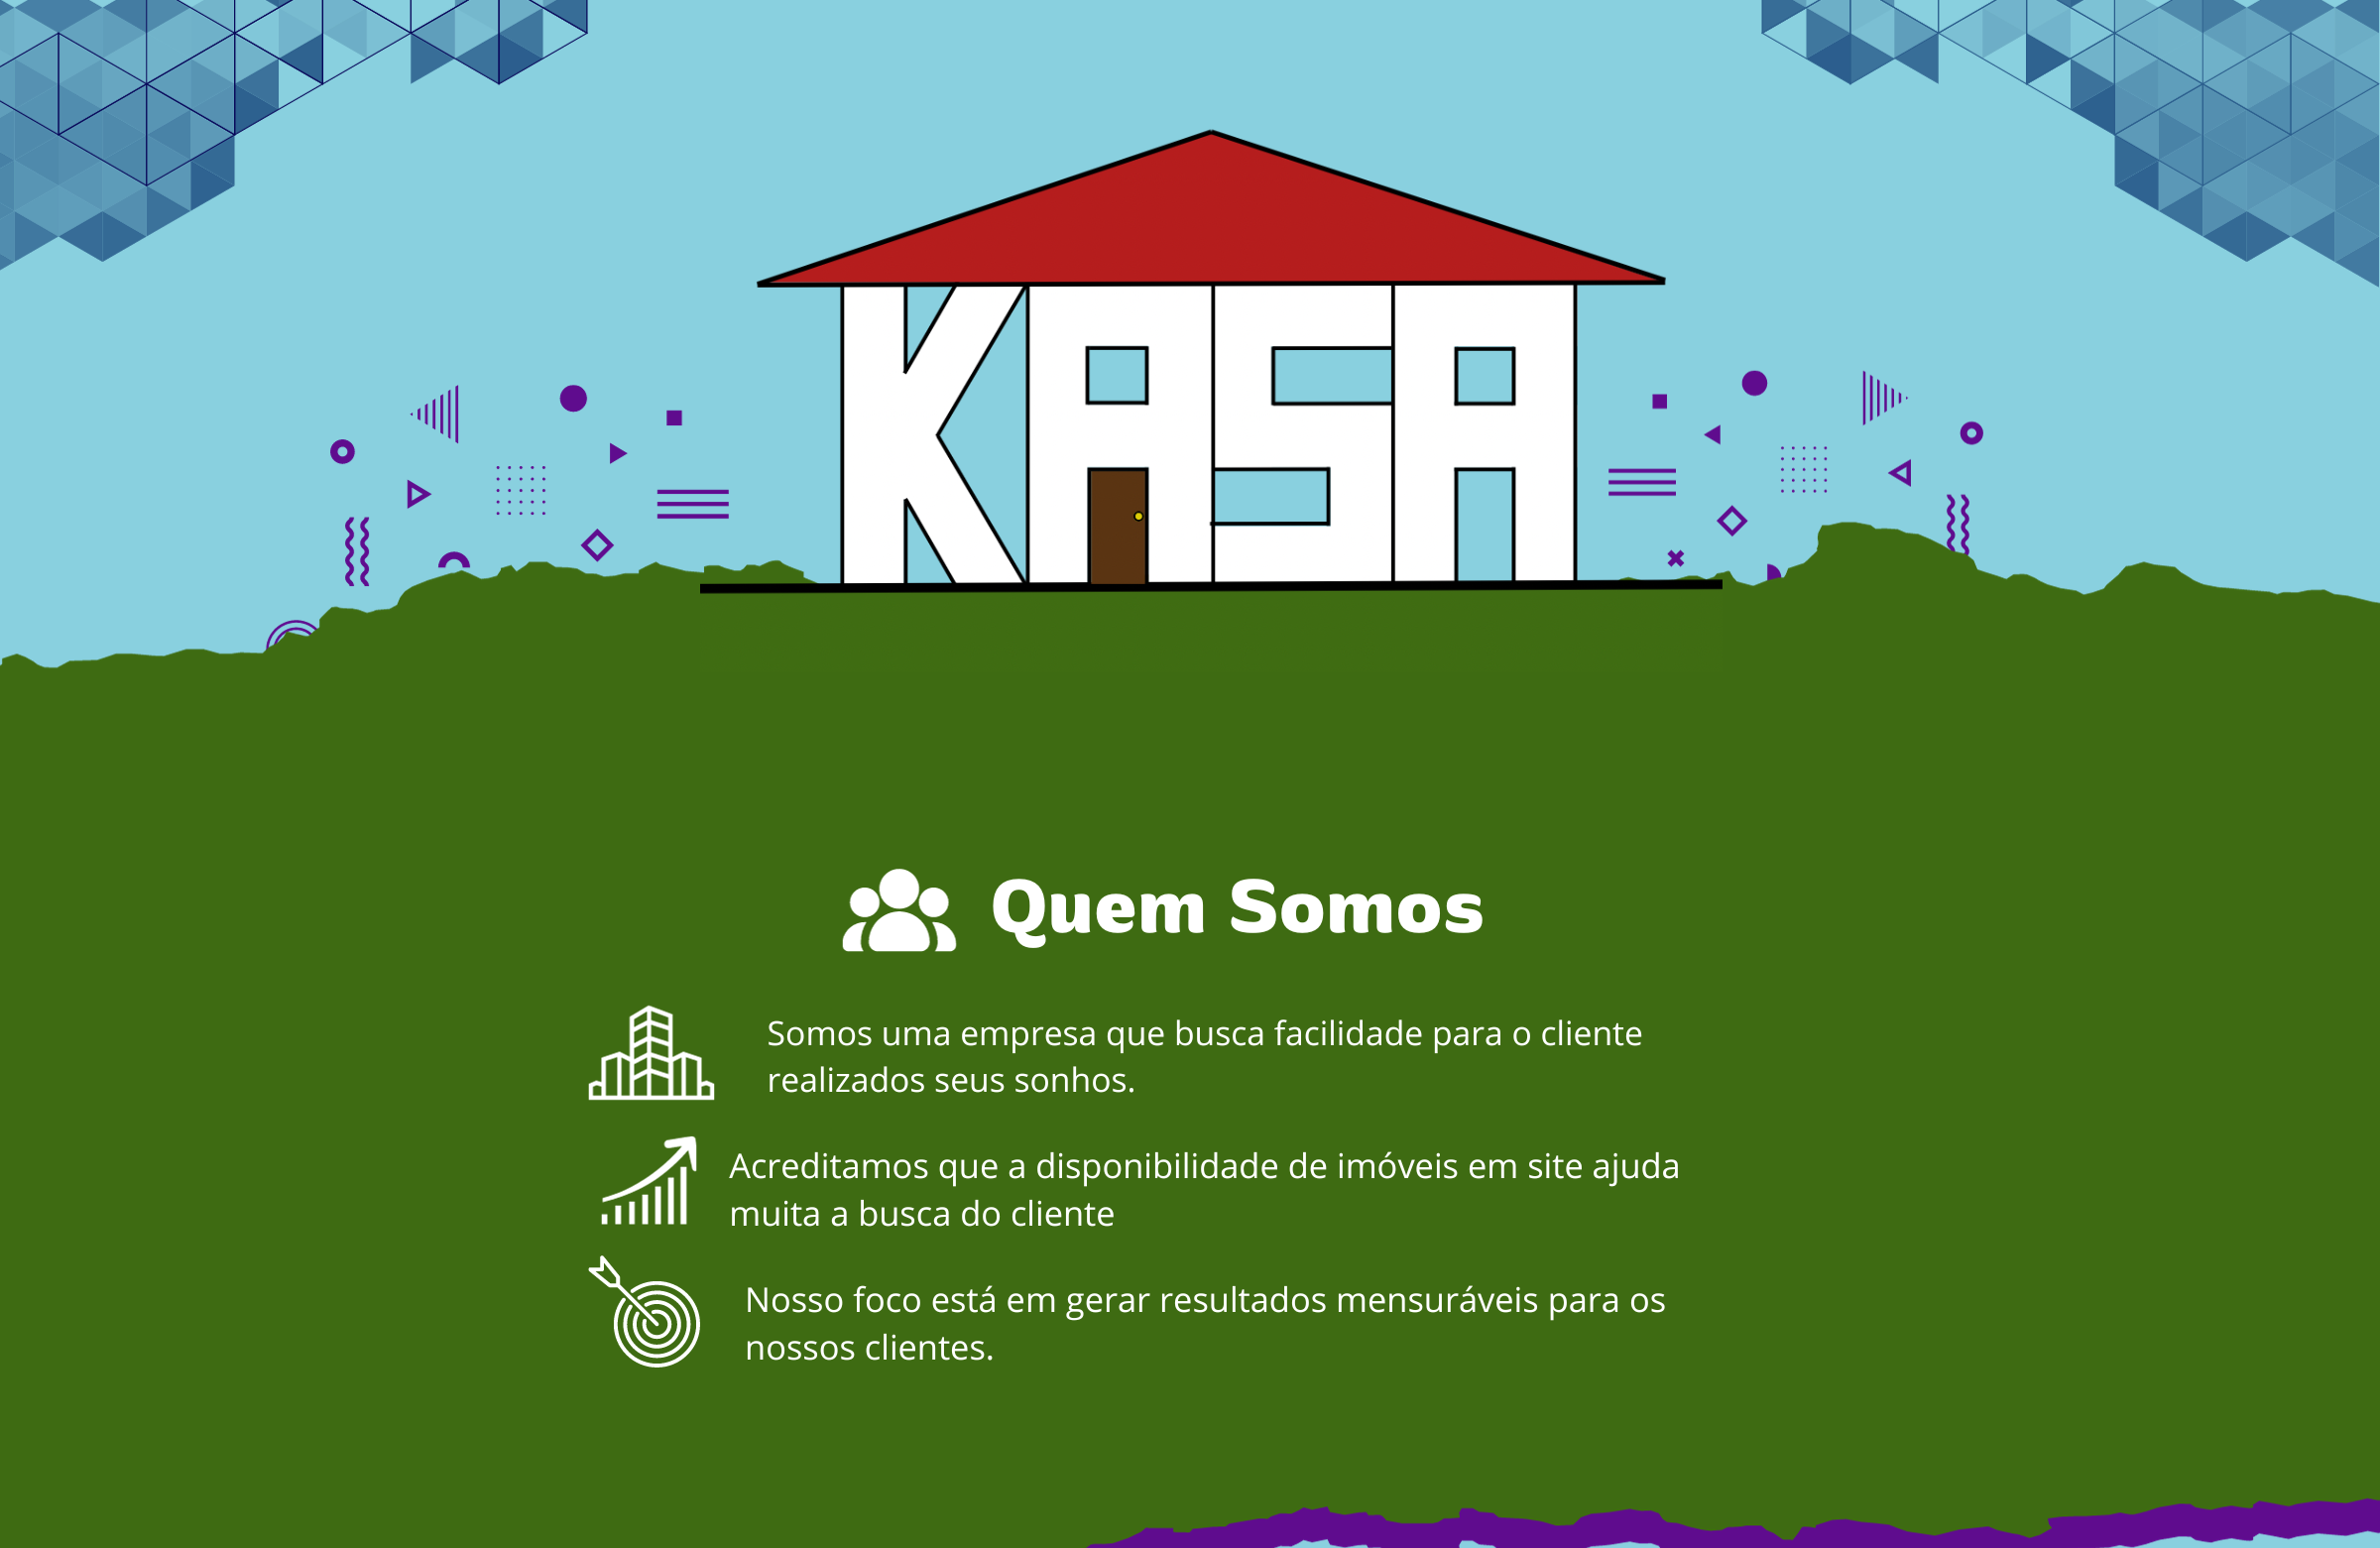 KASA
Quem Somos
Somos uma empresa que busca facilidade para o cliente
realizados seus sonhos.
Acreditamos que a disponibilidade de imóveis em site ajuda
muita a busca do cliente
Nosso foco está em gerar resultados mensuráveis para os
nossos clientes.